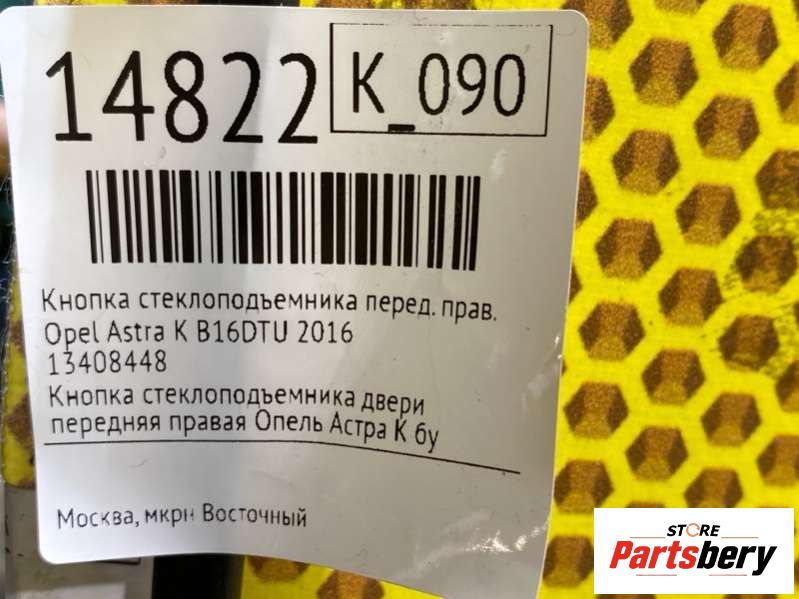 14822
K_090
Кнопка стеклоподъемника перед. прав.
Opel Astra K B16DTU 2016
13408448
Кнопка стеклоподъемника двери
передняя правая Опель Астра К бу
Москва, мкрн Восточный
STORE
Partsbery